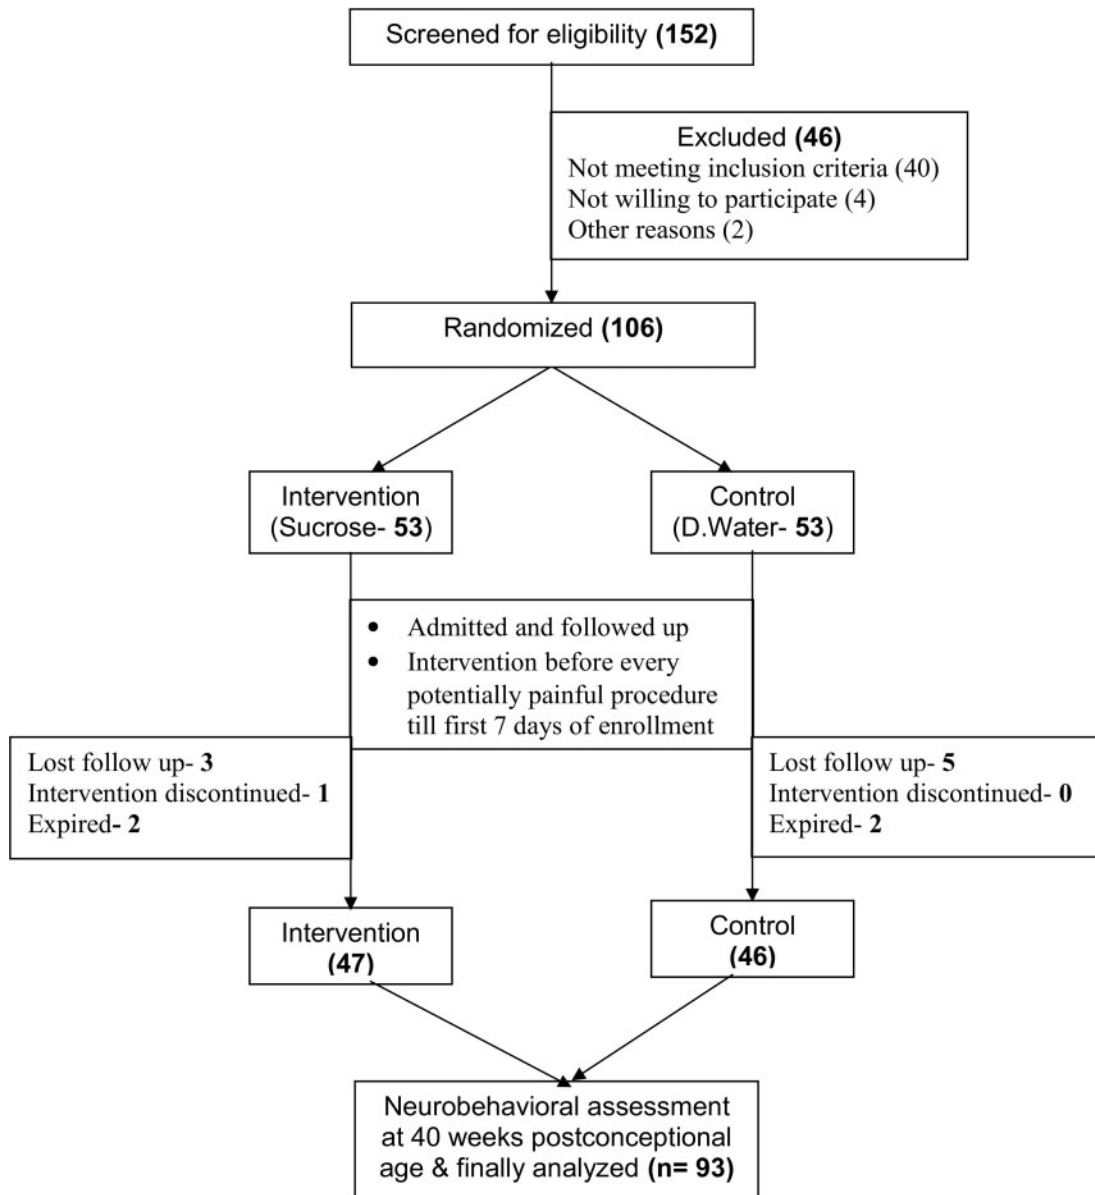 Screened for eligibility (152)
Excluded (46)
Not meeting inclusion criteria (40)
Not willing to participate (4)
Other reasons (2)
Randomized (106)
Intervention
(Sucrose- 53)
Control
(D.Water- 53)
• Admitted and followed up
• Intervention before every
potentially painful procedure
till first 7 days of enrollment
Lost follow up- 3
Intervention discontinued- 1
Expired- 2
Lost follow up- 5
Intervention discontinued- 0
Expired- 2
Intervention
(47)
Control
(46)
Neurobehavioral assessment
at 40 weeks postconceptional
age & finally analyzed (n= 93)